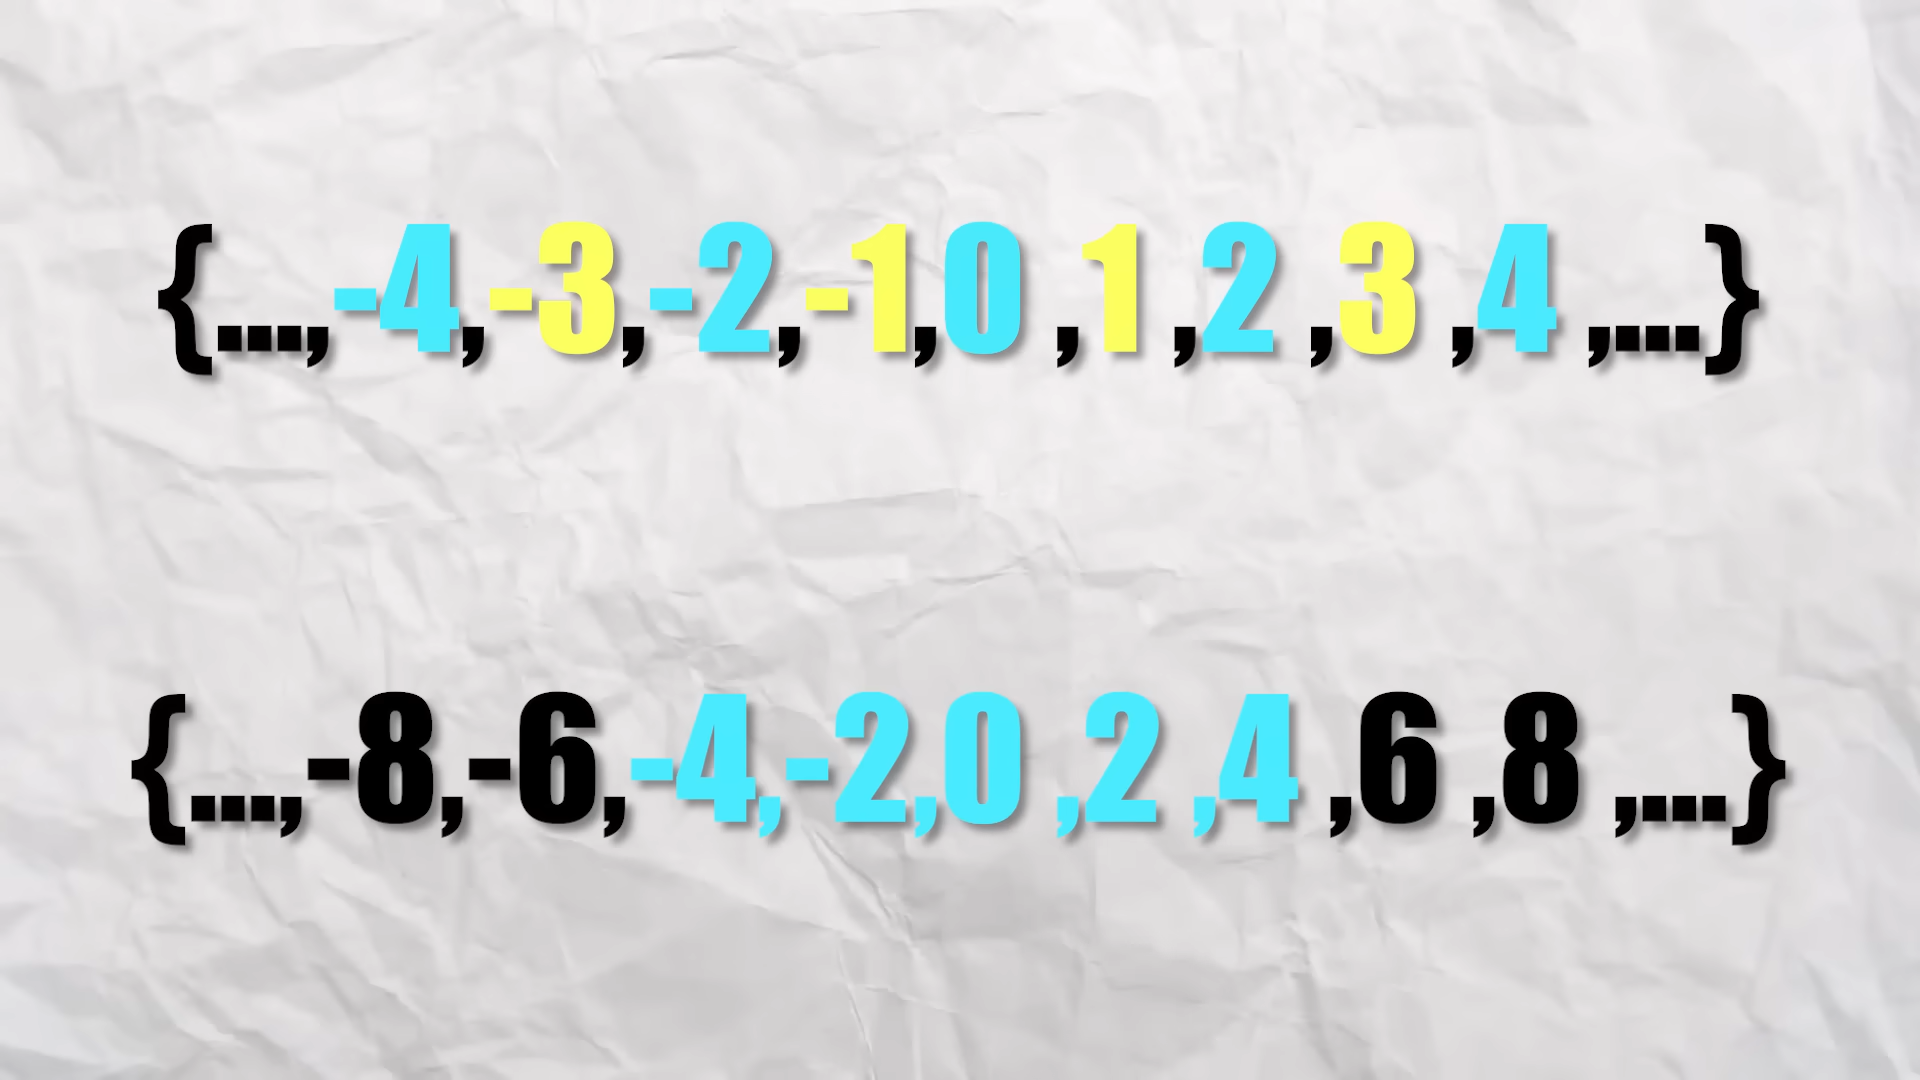 {...,-4,-3,-2,-1,0 ,1 ,2 ,3 ,4 ,...}
{...,-8,-6,-4,-2,0 ,2 ,4 ,6 ,8 ,...}